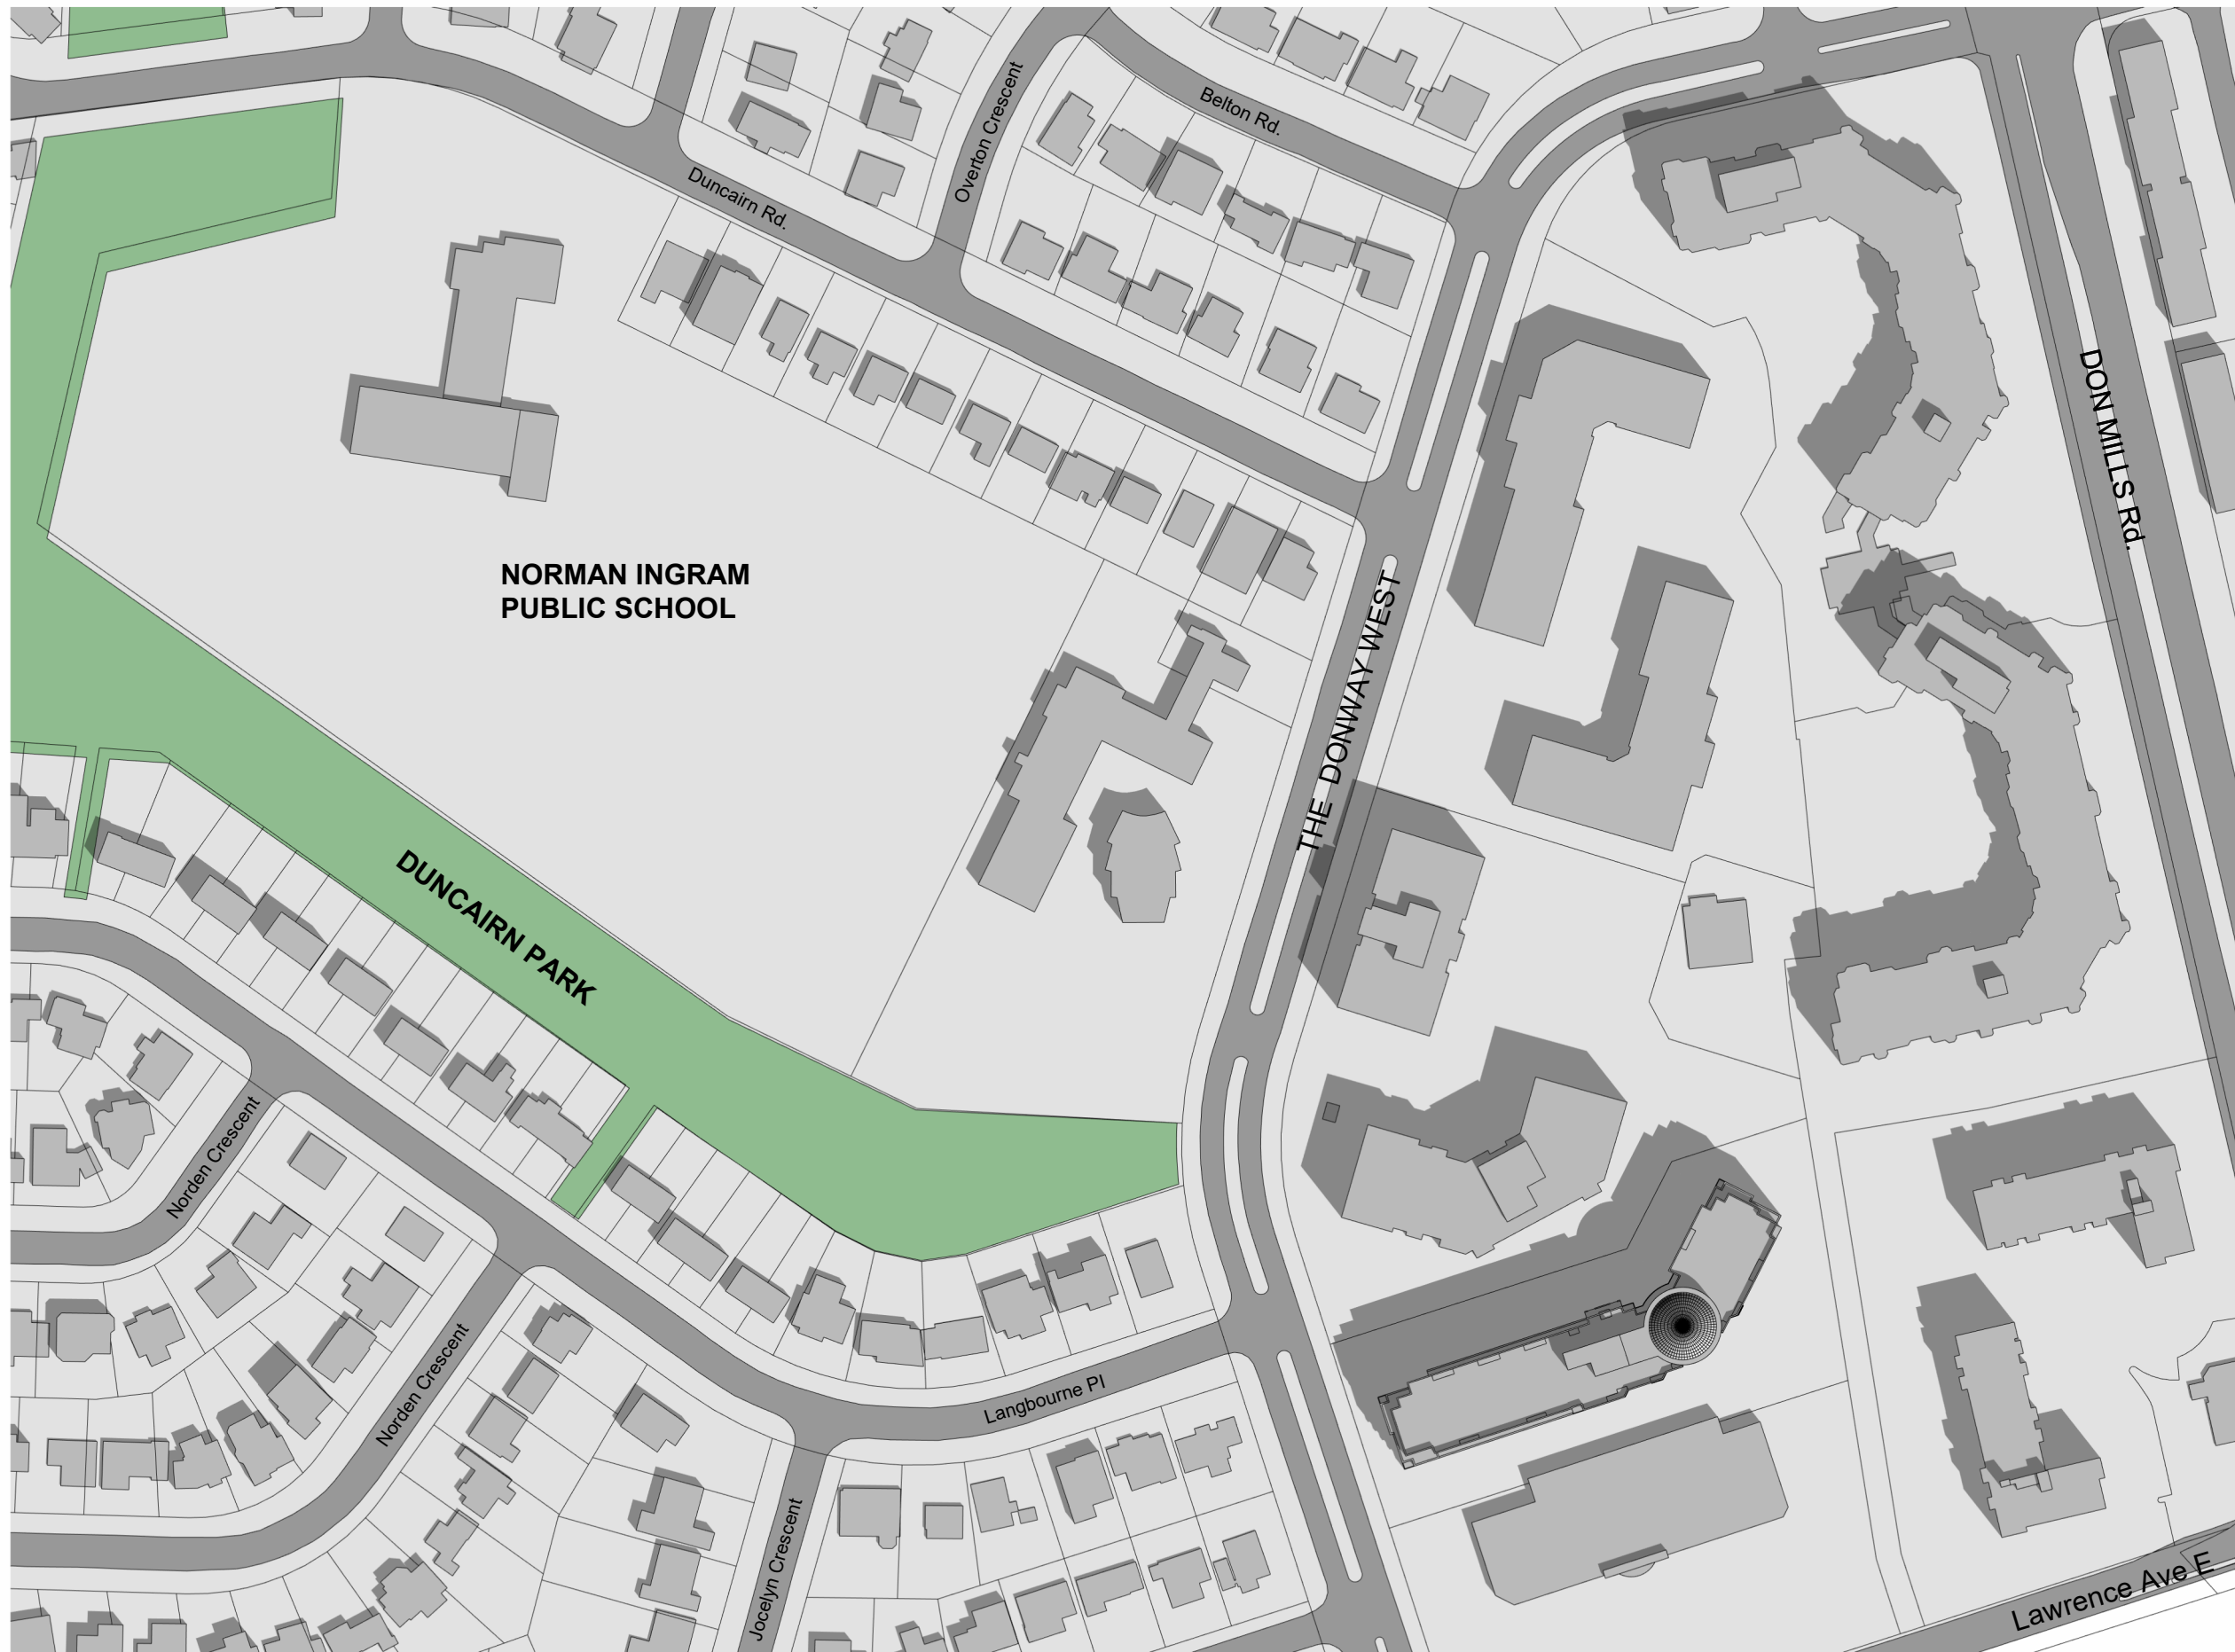 Belton Rd.
Overton Crescent
Duncairn Rd.
DON MILLS Rd.
NORMAN INGRAM
PUBLIC SCHOOL
THE DONWAY WEST
DUNCAIRN PARK
Norden Crescent
Norden Crescent
Langbourne Pl
Jocelyn Crescent
Lawrence Ave E